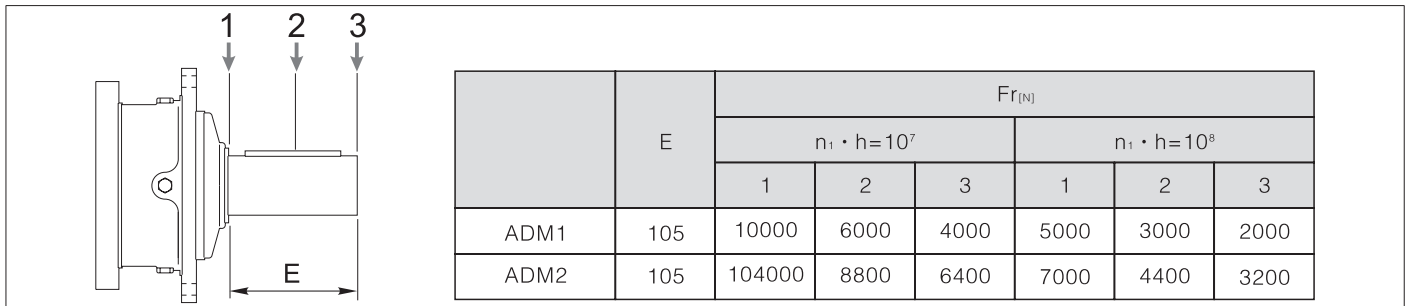 1 2 3
E
E Fr[N]
n₁ · h=10⁷ n₁ · h=10⁸
1 2 3 1 2 3
ADM1 105 10000 6000 4000 5000 3000 2000
ADM2 105 104000 8800 6400 7000 4400 3200